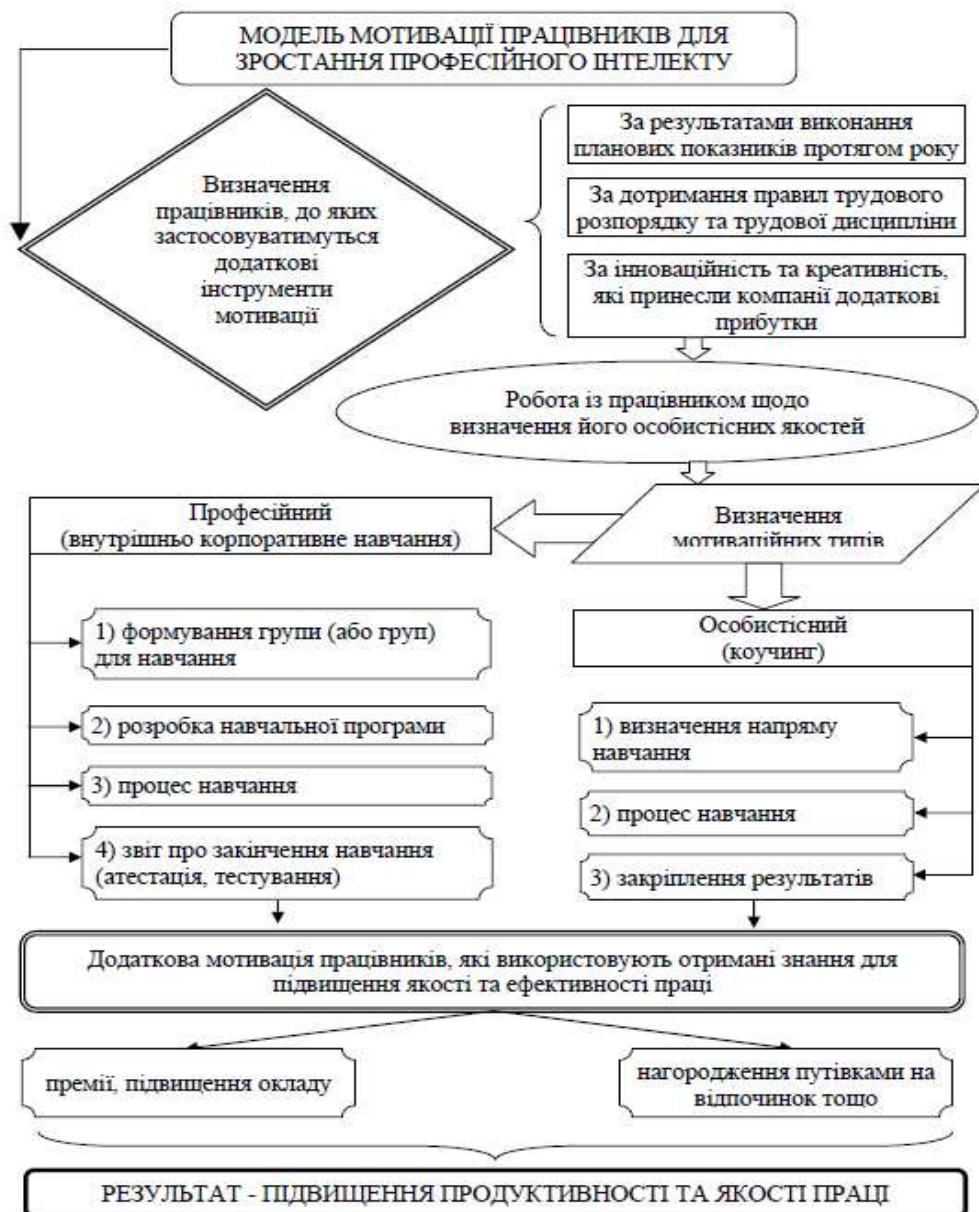 МОДЕЛЬ МОТИВАЦІЇ ПРАЦІВНИКІВ ДЛЯ
ЗРОСТАННЯ ПРОФЕСІЙНОГО ІНТЕЛЕКТУ
Визначення
працівників, до яких
застосовуватимуться
додаткові
інструменти
мотивації
За результатами виконання
планових показників протягом року
За дотримання правил трудового
розпорядку та трудової дисципліни
За інноваційність та креативність,
які принесли компанії додаткові
прибутки
Робота із працівником щодо
визначення його особистісних якостей
Визначення
мотиваційних типів
Професійний
(внутрішньо корпоративне навчання)
1) формування групи (або груп)
для навчання
2) розробка навчальної програми
3) процес навчання
4) звіт про закінчення навчання
(атестація, тестування)
Особистісний
(коучинг)
1) визначення напряму
навчання
2) процес навчання
3) закріплення результатів
Додаткова мотивація працівників, які використовують отримані знання для
підвищення якості та ефективності праці
премії, підвищення окладу
нагородження путівками на
відпочинок тощо
РЕЗУЛЬТАТ - ПІДВИЩЕННЯ ПРОДУКТИВНОСТІ ТА ЯКОСТІ ПРАЦІ